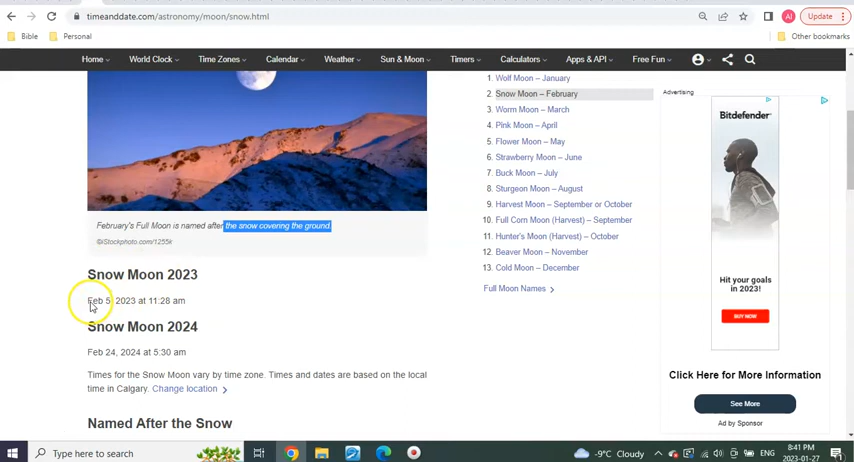 timeanddate.com/astronomy/moon/snow.html
Update
Bible
Personal
Other bookmarks
Home
World Clock
Time Zones
Calendar
Weather
Sun & Moon
Timers
Calculators
Apps & API
Free Fun
February's Full Moon is named after the snow covering the ground.
©iStockphoto.com/1255k
Snow Moon 2023
Feb 5, 2023 at 11:28 am
Snow Moon 2024
Feb 24, 2024 at 5:30 am
Times for the Snow Moon vary by time zone. Times and dates are based on the local
time in Calgary. Change location
Named After the Snow
1. Wolf Moon – January
2. Snow Moon – February
3. Worm Moon – March
4. Pink Moon – April
5. Flower Moon – May
6. Strawberry Moon – June
7. Buck Moon – July
8. Sturgeon Moon – August
9. Harvest Moon – September or October
10. Full Corn Moon (Harvest) – September
11. Hunter's Moon (Harvest) – October
12. Beaver Moon – November
13. Cold Moon – December
Full Moon Names
Advertising
Bitdefender
Hit your goals
in 2023!
BUY NOW
Click Here for More Information
See More
Ad by Sponsor
Type here to search
-9°C Cloudy
ENG
8:41 PM
2023-01-27
AI
1